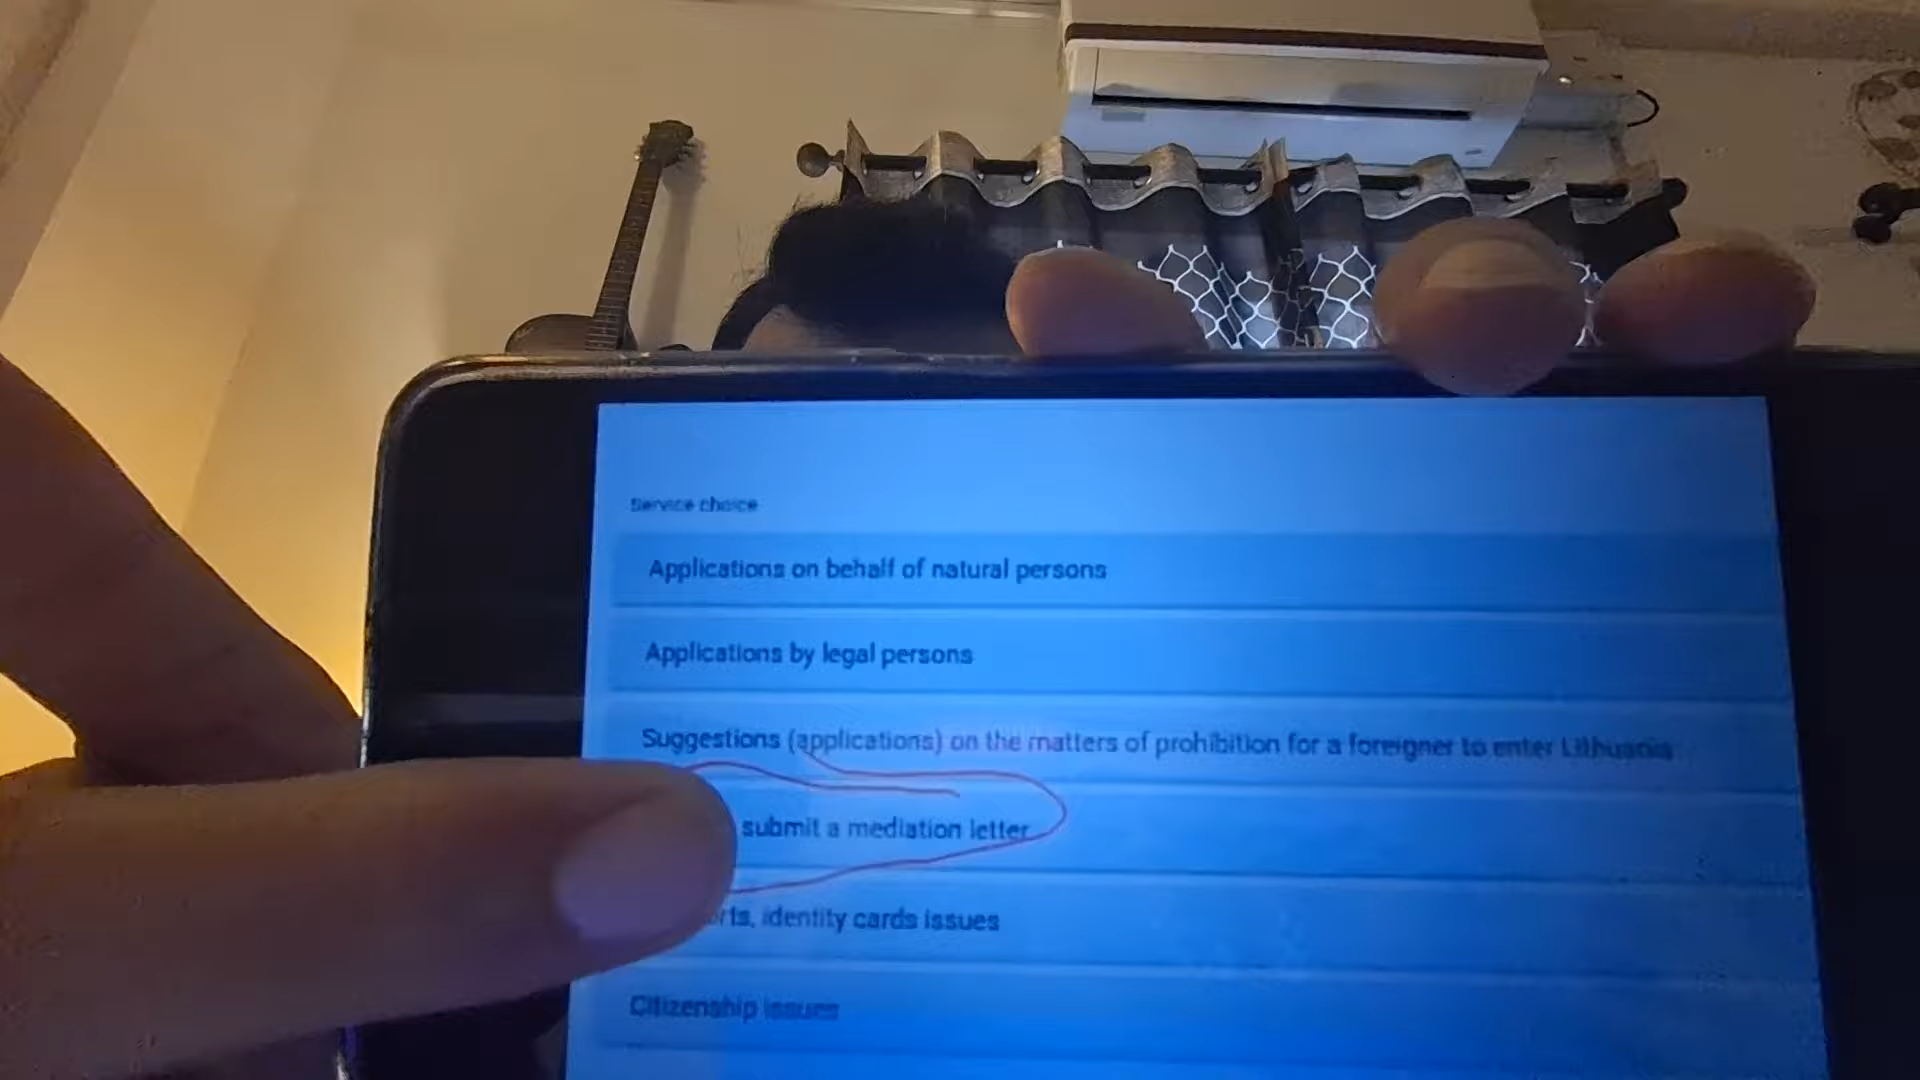 Service choice
Applications on behalf of natural persons
Applications by legal persons
Suggestions (applications) on the matters of prohibition for a foreigner to enter Lithuania
submit a mediation letter
rts, identity cards issues
Citizenship issues